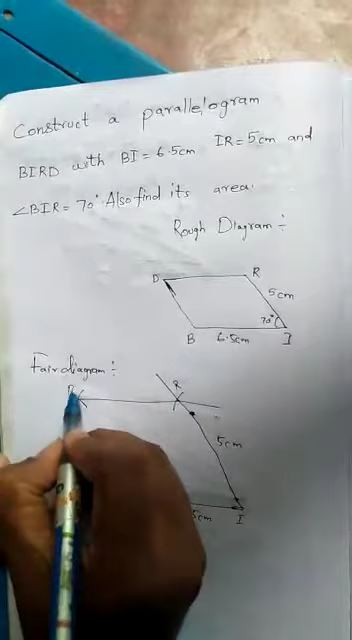 Construct a parallelogram
BIRD with BI = 6.5cm IR = 5cm and
∠BIR = 70°. Also find its area.
Rough Diagram :-
D R
5cm
70°
B 6.5cm I
Fair diagram :-
R
5cm
5cm I